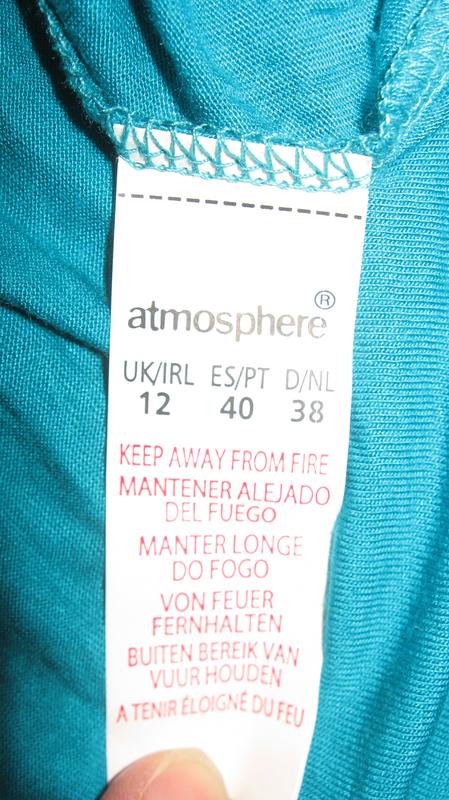 atmosphere®
UK/IRL ES/PT D/NL
12 40 38
KEEP AWAY FROM FIRE
MANTENER ALEJADO
DEL FUEGO
MANTER LONGE
DO FOGO
VON FEUER
FERNHALTEN
BUITEN BEREIK VAN
VUUR HOUDEN
A TENIR ÉLOIGNÉ DU FEU